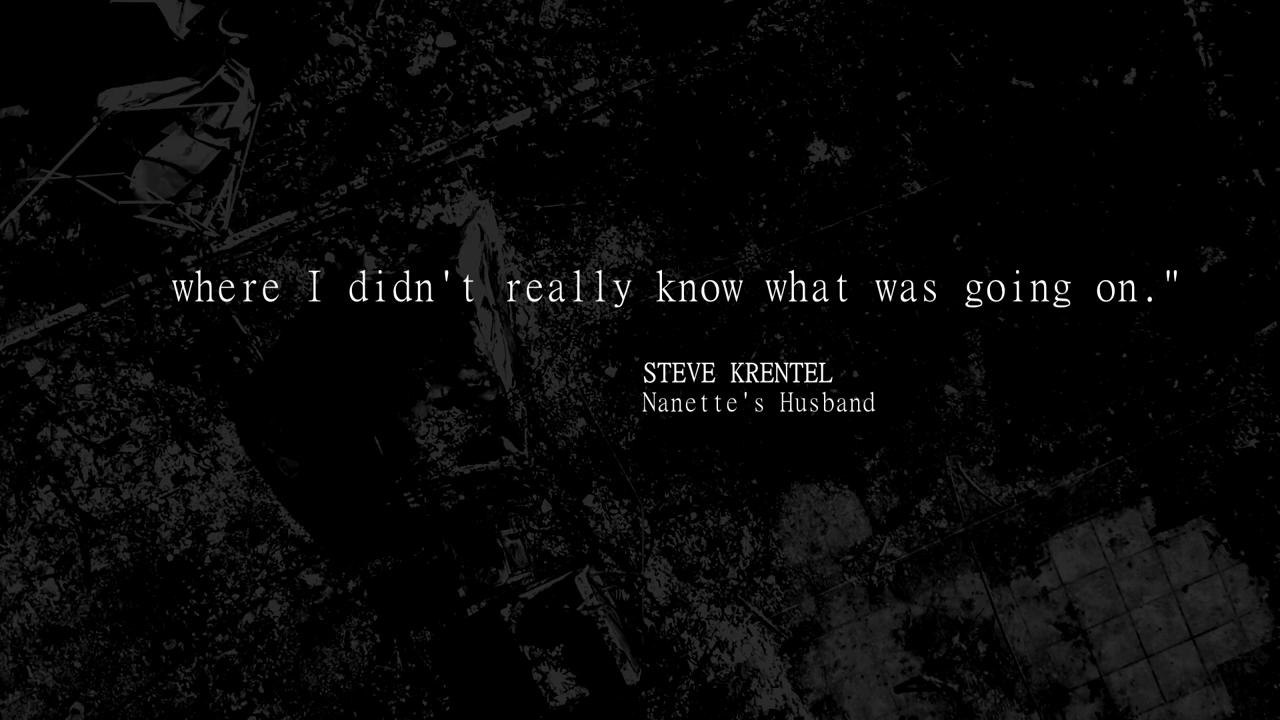 where I didn't really know what was going on."
STEVE KRENTEL
Nanette's Husband